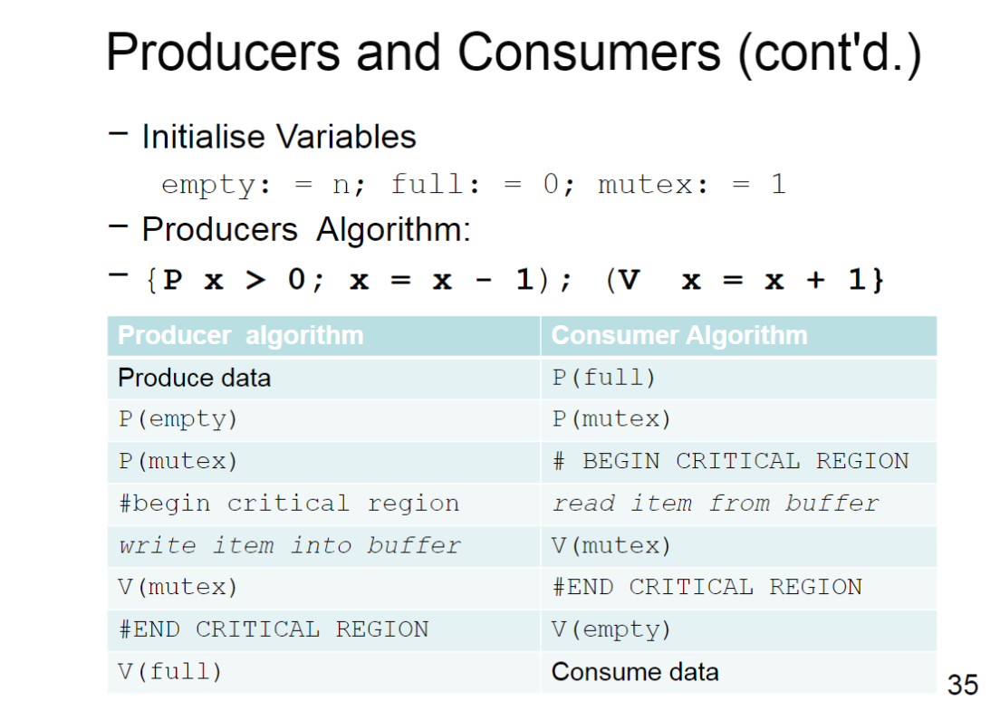 Producers and Consumers (cont'd.)
– Initialise Variables
empty: = n; full: = 0; mutex: = 1
– Producers Algorithm:
– {P x > 0; x = x - 1); (V x = x + 1}
Producer algorithm Consumer Algorithm
Produce data P(full)
P(empty) P(mutex)
P(mutex) # BEGIN CRITICAL REGION
#begin critical region read item from buffer
write item into buffer V(mutex)
V(mutex) #END CRITICAL REGION
#END CRITICAL REGION V(empty)
V(full) Consume data
35